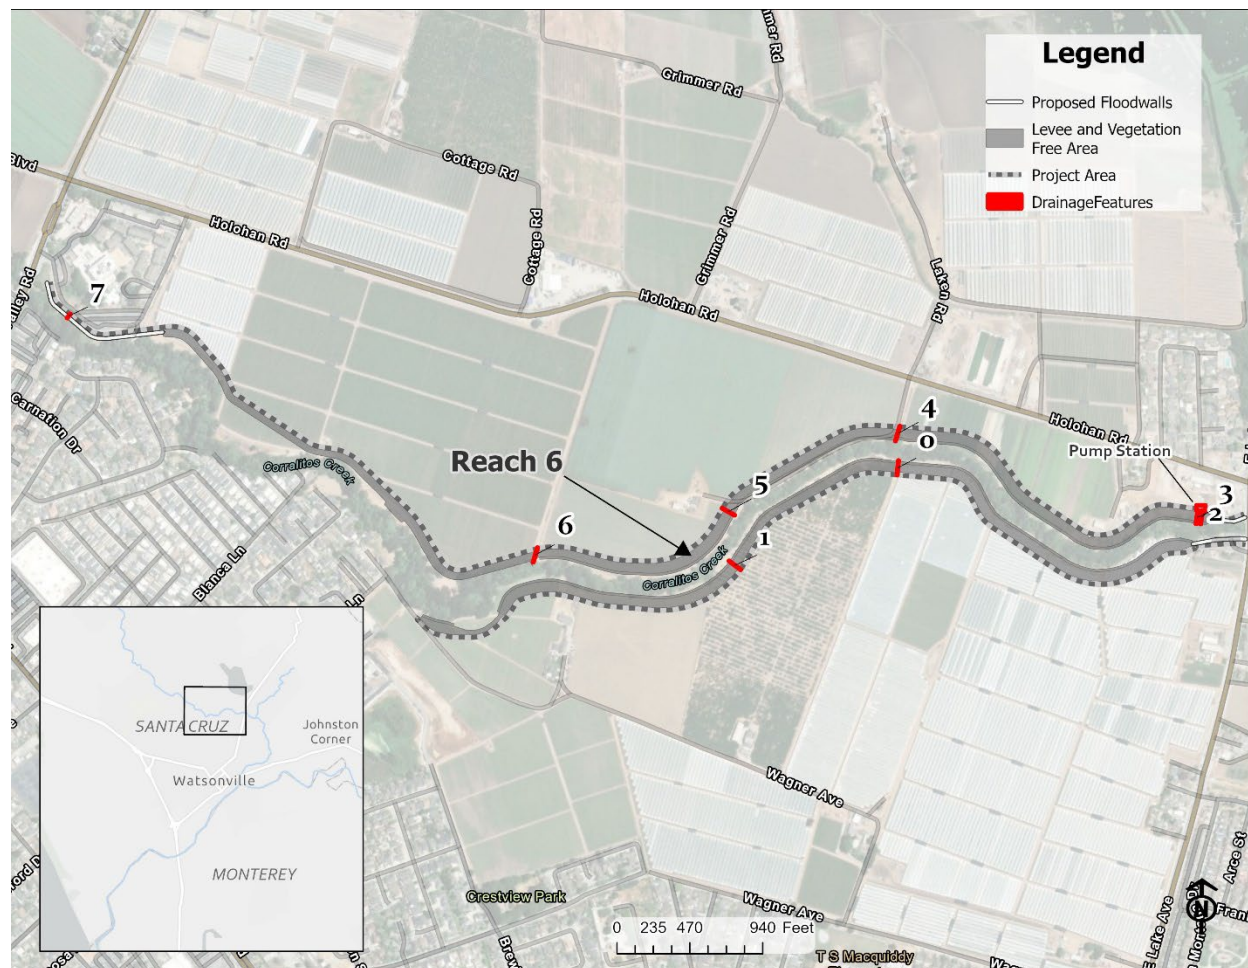 Legend
Proposed Floodwalls
Levee and Vegetation
Free Area
Project Area
DrainageFeatures
Grimmer Rd
Cottage Rd
Blvd
Holohan Rd
Cottage Rd
Grimmer Rd
Holohan Rd
Holohan Rd
7
Carnation Dr
Corralitos Creek
Reach 6
4
0
Pump Station
3
2
5
1
6
Corralitos Creek
Bianca Ln
Ln
SANTA CRUZ
Johnston
Corner
Watsonville
MONTEREY
Wagner Ave
Wagner Ave
Crestview Park
0 235 470 940 Feet
T S Macquiddy
E Lake Ave
Arce St
N